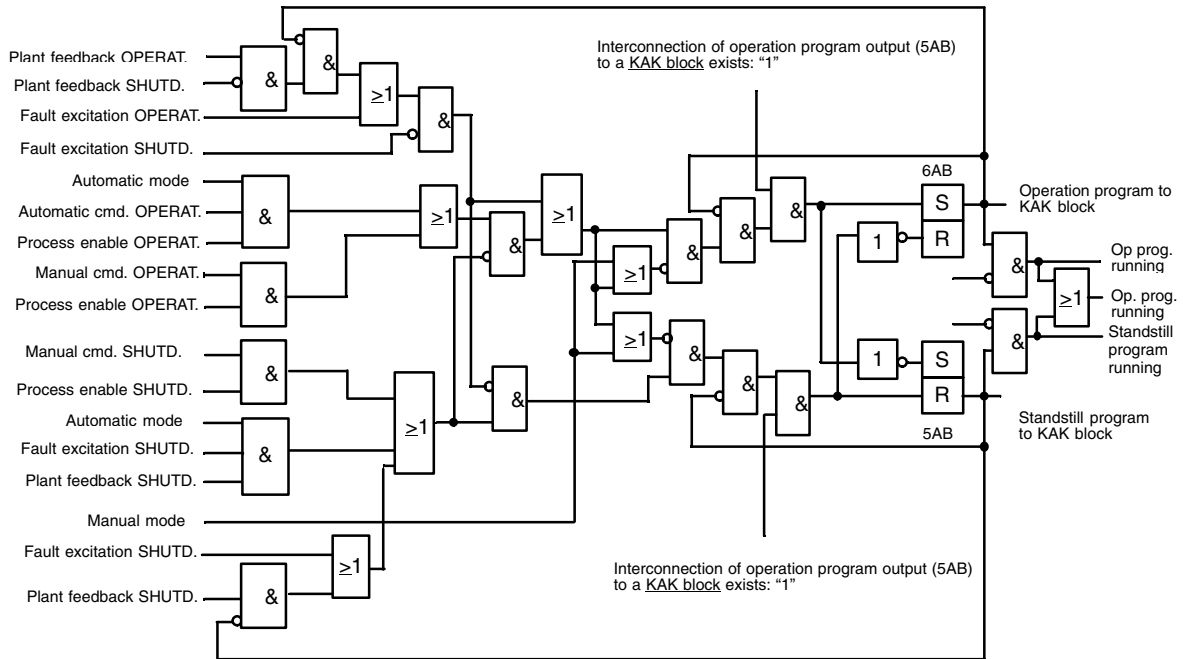 Plant feedback OPERAT.
Plant feedback SHUTD.
Fault excitation OPERAT.
Fault excitation SHUTD.
Automatic mode
Automatic cmd. OPERAT.
Process enable OPERAT.
Manual cmd. OPERAT.
Process enable OPERAT.
Manual cmd. SHUTD.
Process enable SHUTD.
Automatic mode
Fault excitation SHUTD.
Plant feedback SHUTD.
Manual mode
Fault excitation SHUTD.
Plant feedback SHUTD.
&
&
≥1
&
&
≥1
&
&
&
≥1
&
≥1
&
≥1
&
≥1
&
≥1
&
&
Interconnection of operation program output (5AB)
to a KAK block exists: “1”
&
&
&
&
Interconnection of operation program output (5AB)
to a KAK block exists: “1”
6AB
S
R
1
1
S
R
5AB
&
&
≥1
Operation program to
KAK block
Op prog.
running
Op. prog.
running
Standstill
program
running
Standstill program
to KAK block